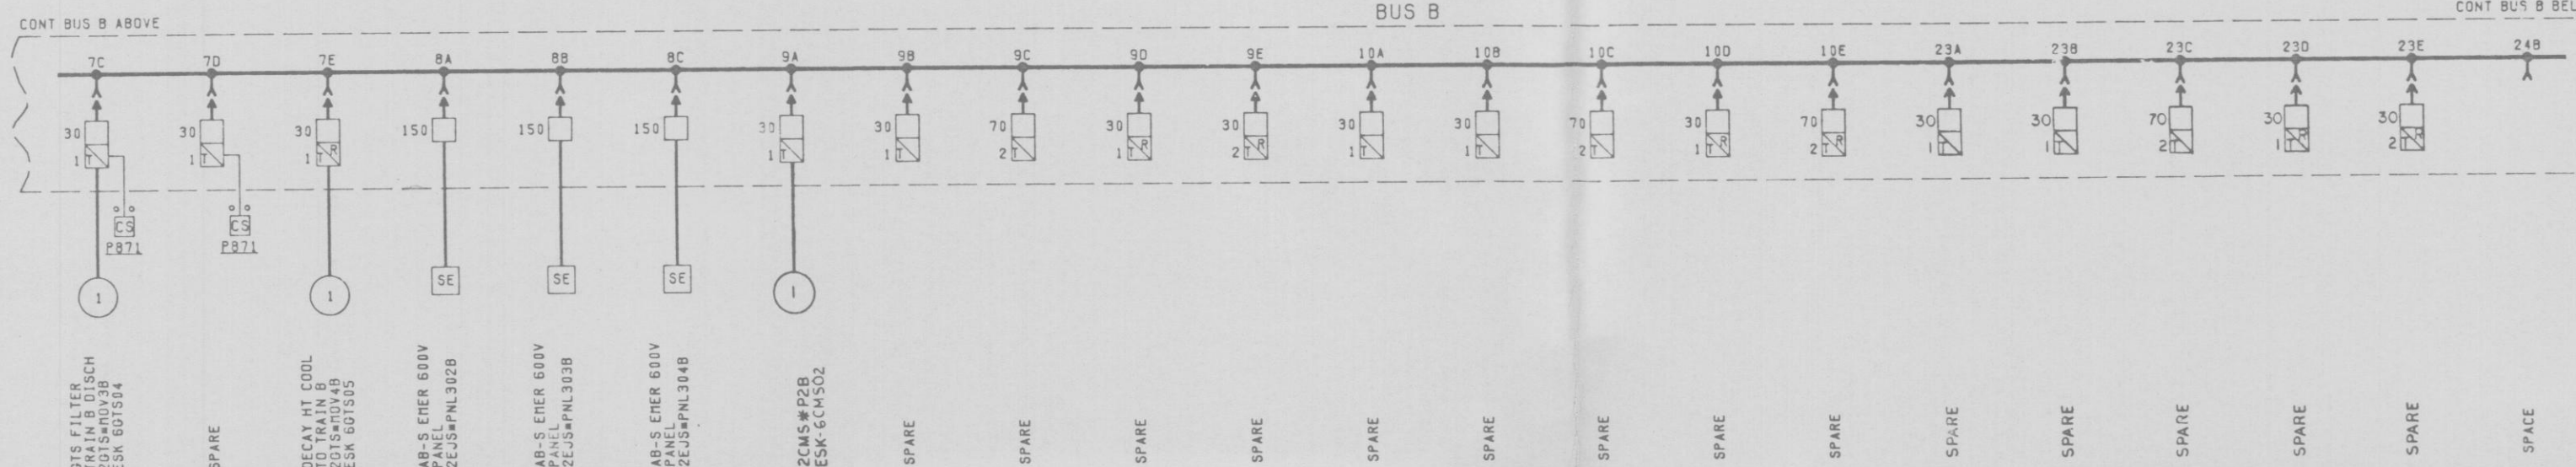 BUS B
CONT BUS B ABOVE
CONT BUS B BEL
7C 7D 7E 8A 8B 8C 9A 9B 9C 9D 9E 10A 10B 10C 10D 10E 23A 23B 23C 23D 23E 24B
30 30 30 150 150 150 30 30 70 30 30 30 30 70 30 70 30 30 70 30 30
1 T 1 T 1 T R 1 T 1 T 2 T 1 T R 2 T R 1 T 1 T 2 T 1 T R 2 T R 1 T 1 T 2 T 1 T R 2 T R
CS CS
P871 P871
1 1 SE SE SE 1
GTS FILTER
TRAIN B DISCH
2GTS*MOV3B
ESK 6GTS04
SPARE
DECAY HT COOL
TO TRAIN B
2GTS*MOV4B
ESK 6GTS05
AB-S EMER 600V
PANEL
2EJS*PNL302B
AB-S EMER 600V
PANEL
2EJS*PNL303B
AB-S EMER 600V
PANEL
2EJS*PNL304B
2CMS*P2B
ESK-6CMS02
SPARE
SPARE
SPARE
SPARE
SPARE
SPARE
SPARE
SPARE
SPARE
SPARE
SPARE
SPARE
SPARE
SPARE
SPACE